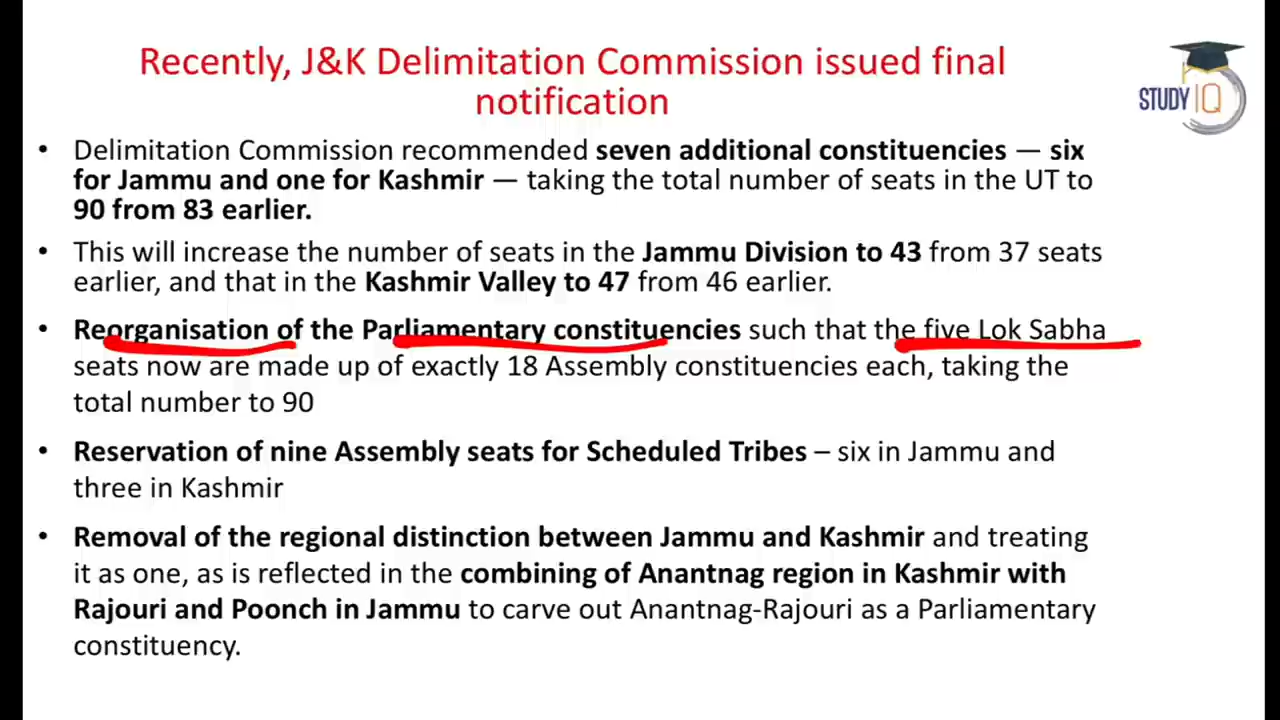 Recently, J&K Delimitation Commission issued final
notification
STUDY IQ
• Delimitation Commission recommended seven additional constituencies — six
for Jammu and one for Kashmir — taking the total number of seats in the UT to
90 from 83 earlier.
• This will increase the number of seats in the Jammu Division to 43 from 37 seats
earlier, and that in the Kashmir Valley to 47 from 46 earlier.
• Reorganisation of the Parliamentary constituencies such that the five Lok Sabha
seats now are made up of exactly 18 Assembly constituencies each, taking the
total number to 90
• Reservation of nine Assembly seats for Scheduled Tribes – six in Jammu and
three in Kashmir
• Removal of the regional distinction between Jammu and Kashmir and treating
it as one, as is reflected in the combining of Anantnag region in Kashmir with
Rajouri and Poonch in Jammu to carve out Anantnag-Rajouri as a Parliamentary
constituency.